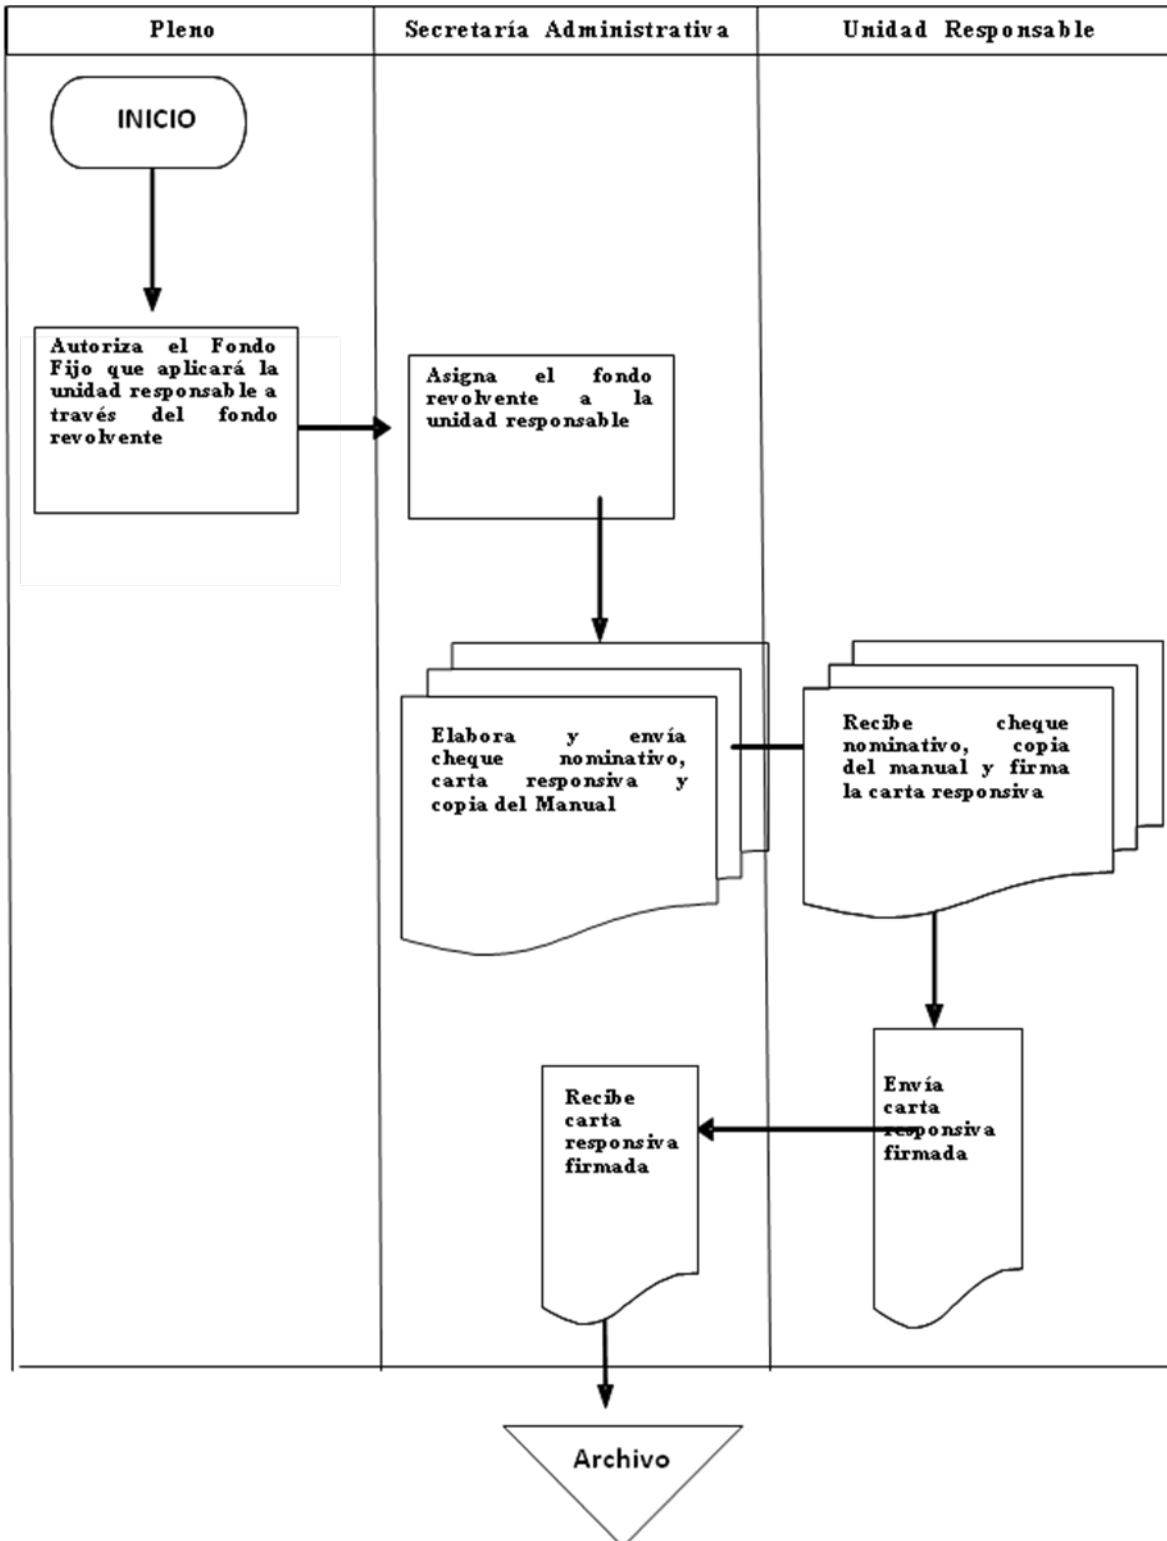 Pleno
Secretaría Administrativa
Unidad Responsable
INICIO
Autoriza el Fondo
Fijo que aplicará la
unidad responsable a
través del fondo
revolvente
Asigna el fondo
revolvente a la
unidad responsable
Elabora y envía
cheque nominativo,
carta responsiva y
copia del Manual
Recibe cheque
nominativo, copia
del manual y firma
la carta responsiva
Envía
carta
responsiva
firmada
Recibe
carta
responsiva
firmada
Archivo